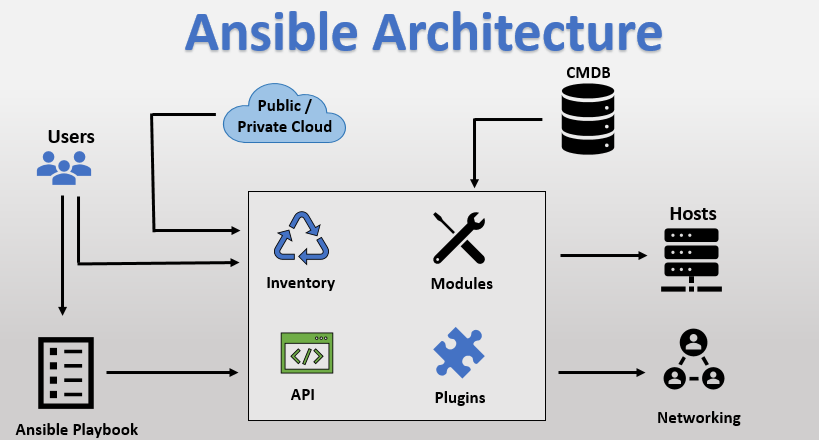 Ansible Architecture
CMDB
Public /
Private Cloud
Users
Hosts
Inventory
Modules
</>
API
Plugins
Networking
Ansible Playbook